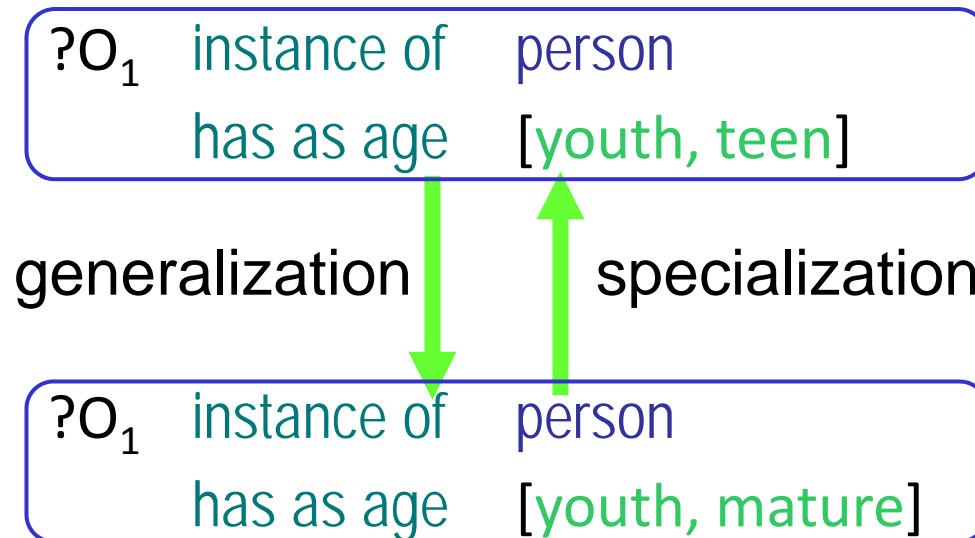 ?O₁ instance of person
has as age [youth, teen]
generalization specialization
?O₁ instance of person
has as age [youth, mature]